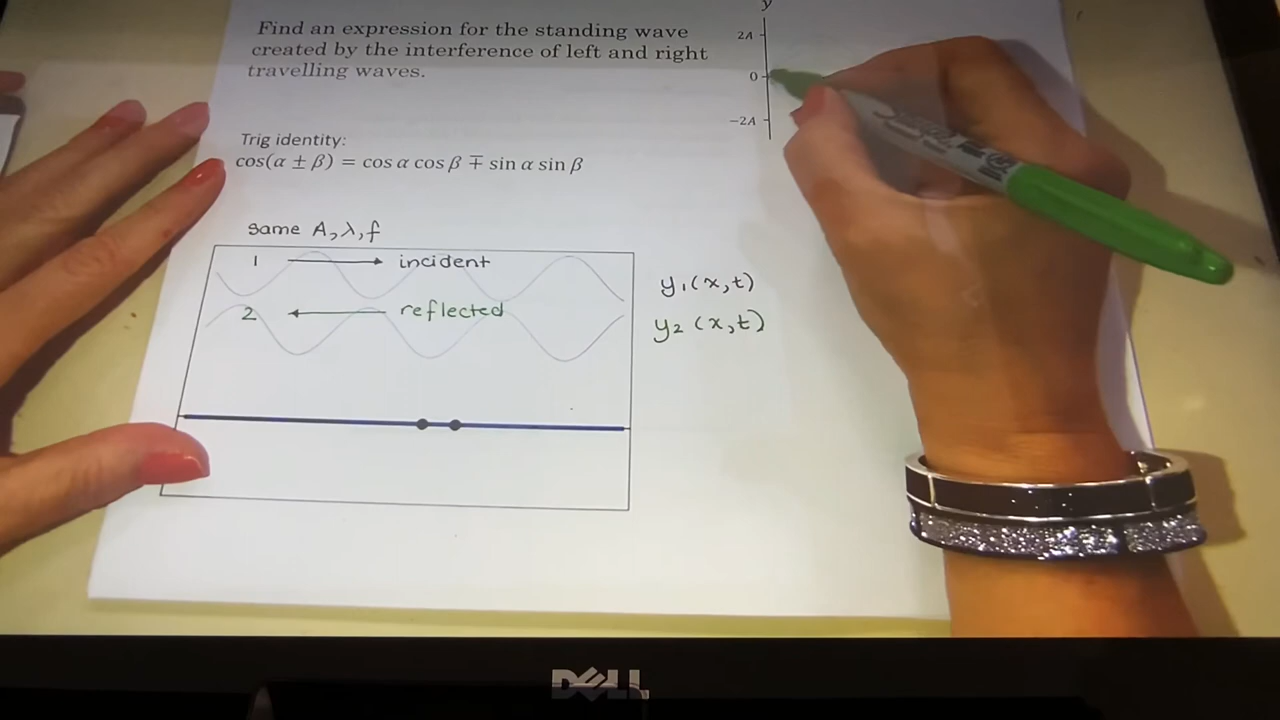 Find an expression for the standing wave
created by the interference of left and right
travelling waves.
y
2A
0
−2A
Trig identity:
cos(α ± β) = cos α cos β ∓ sin α sin β
same A, λ, f
1 incident
2 reflected
y₁(x,t)
y₂(x,t)
DELL